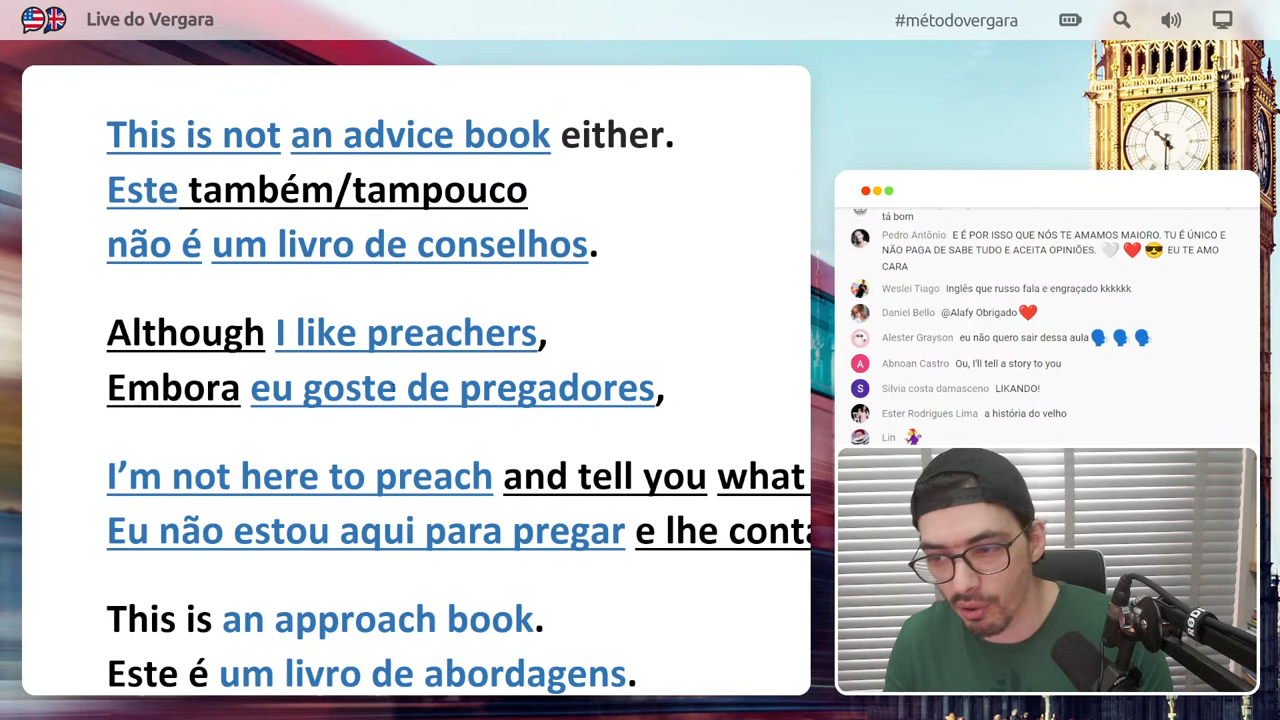 Live do Vergara
#métodovergara
This is not an advice book either.
Este também/tampouco
não é um livro de conselhos.
Although I like preachers,
Embora eu goste de pregadores,
I’m not here to preach and tell you what
Eu não estou aqui para pregar e lhe conta
This is an approach book.
Este é um livro de abordagens.
tá bom
Pedro Antônio E É POR ISSO QUE NÓS TE AMAMOS MAIORO. TU É ÚNICO E
NÃO PAGA DE SABE TUDO E ACEITA OPINIÕES. 🤍 ❤️ 😎 EU TE AMO
CARA
Weslei Tiago Inglês que russo fala e engraçado kkkkkk
Daniel Bello @Alafy Obrigado❤️
Alester Grayson eu não quero sair dessa aula🗣️🗣️🗣️
A Abnoan Castro Ou, I'll tell a story to you
S Sílvia costa damasceno LIKANDO!
Ester Rodrigues Lima a história do velho
Lin
RØDE